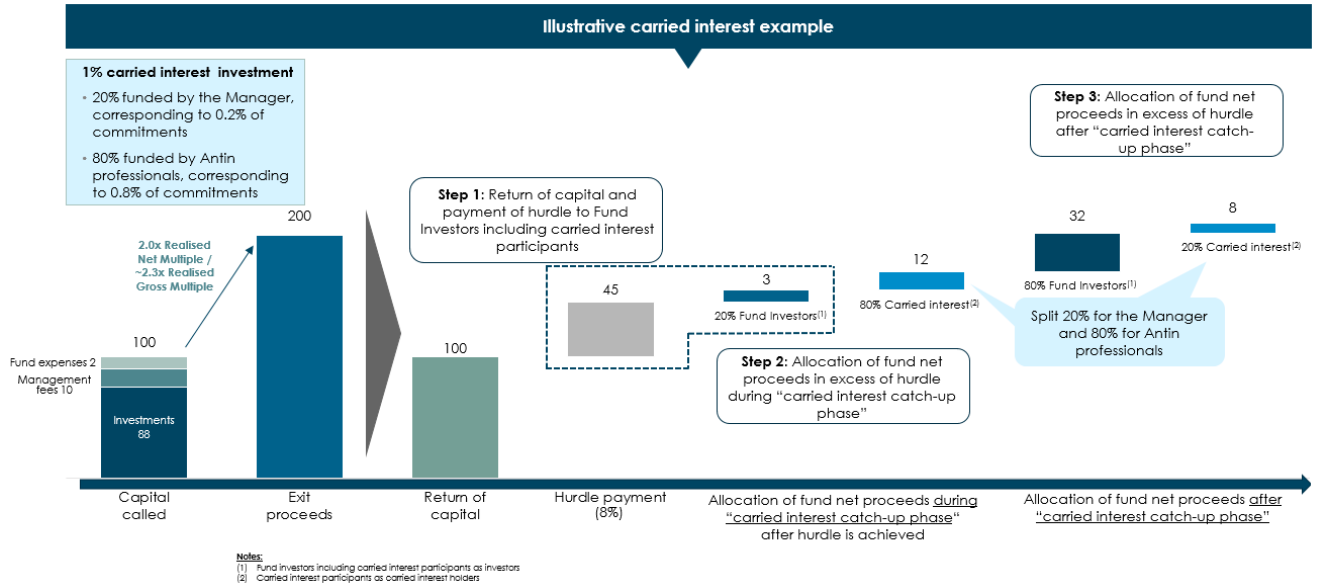 Illustrative carried interest example
1% carried interest investment
• 20% funded by the Manager,
corresponding to 0.2% of
commitments
• 80% funded by Antin
professionals, corresponding
to 0.8% of commitments
2.0x Realised
Net Multiple /
~2.3x Realised
Gross Multiple
100
Fund expenses 2
Management
fees 10
Investments
88
200
Step 1: Return of capital and
payment of hurdle to Fund
Investors including carried interest
participants
100
45
3
20% Fund Investors(1)
Step 2: Allocation of fund net
proceeds in excess of hurdle
during “carried interest catch-up
phase”
12
80% Carried interest(2)
Step 3: Allocation of fund net
proceeds in excess of hurdle
after “carried interest catch-
up phase”
32
80% Fund Investors(1)
8
20% Carried interest(2)
Split 20% for the Manager
and 80% for Antin
professionals
Capital
called
Exit
proceeds
Return of
capital
Hurdle payment
(8%)
Allocation of fund net proceeds during
“carried interest catch-up phase“
after hurdle is achieved
Allocation of fund net proceeds after
“carried interest catch-up phase”
Notes:
(1) Fund investors including carried interest participants as investors
(2) Carried interest participants as carried interest holders